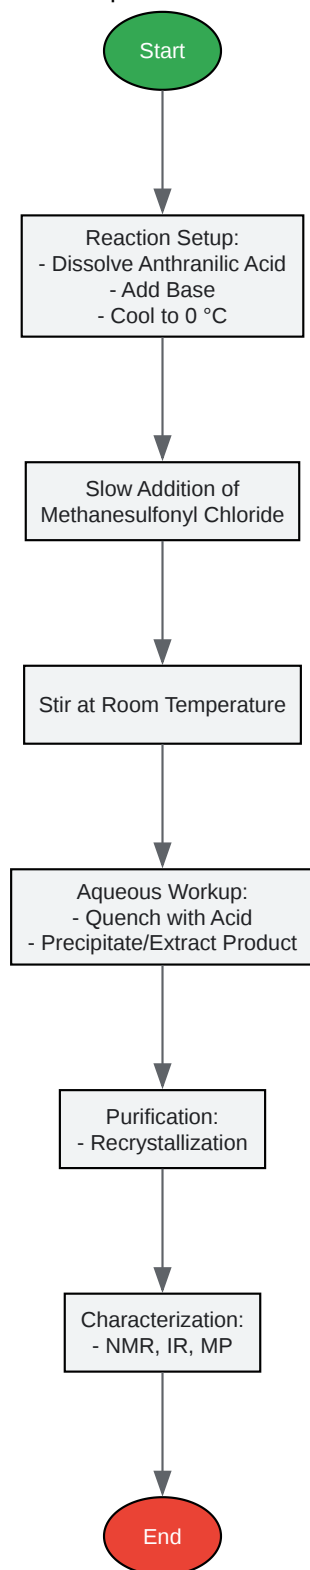 Start
Reaction Setup:
- Dissolve Anthranilic Acid
- Add Base
- Cool to 0 °C
Slow Addition of
Methanesulfonyl Chloride
Stir at Room Temperature
Aqueous Workup:
- Quench with Acid
- Precipitate/Extract Product
Purification:
- Recrystallization
Characterization:
- NMR, IR, MP
End